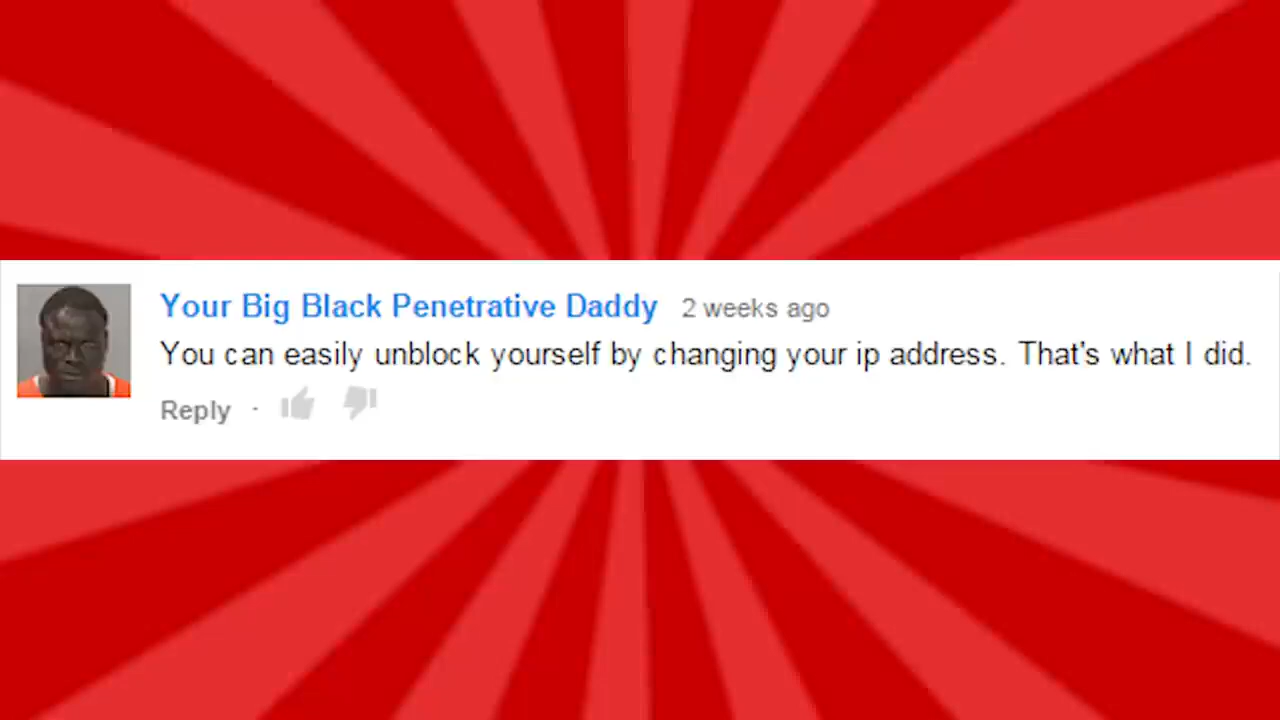 Your Big Black Penetrative Daddy 2 weeks ago
You can easily unblock yourself by changing your ip address. That's what I did.
Reply ·